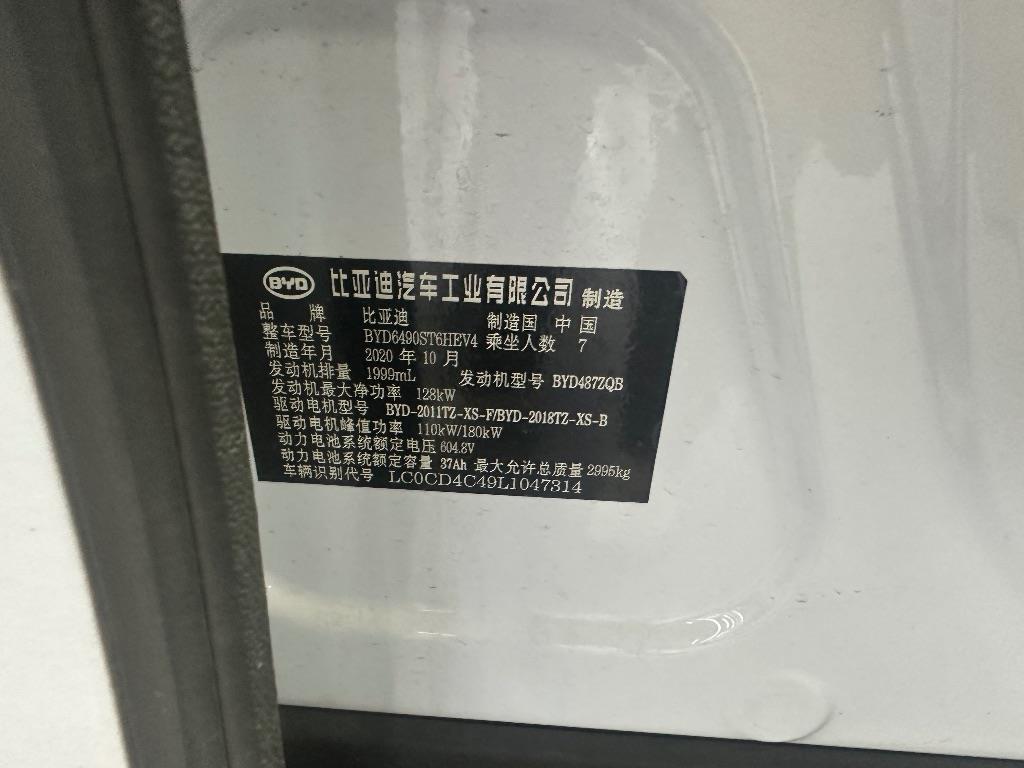 BYD 比亚迪汽车工业有限公司 制造
品牌 比亚迪 制造国 中国
整车型号 BYD6490ST6HEV4 乘坐人数 7
制造年月 2020 年 10 月
发动机排量 1999mL 发动机型号 BYD487ZQB
发动机最大净功率 128kW
驱动电机型号 BYD-2011TZ-XS-F/BYD-2018TZ-XS-B
驱动电机峰值功率 110kW/180kW
动力电池系统额定电压 604.8V
动力电池系统额定容量 37Ah 最大允许总质量 2995kg
车辆识别代号 LC0CD4C49L1047314